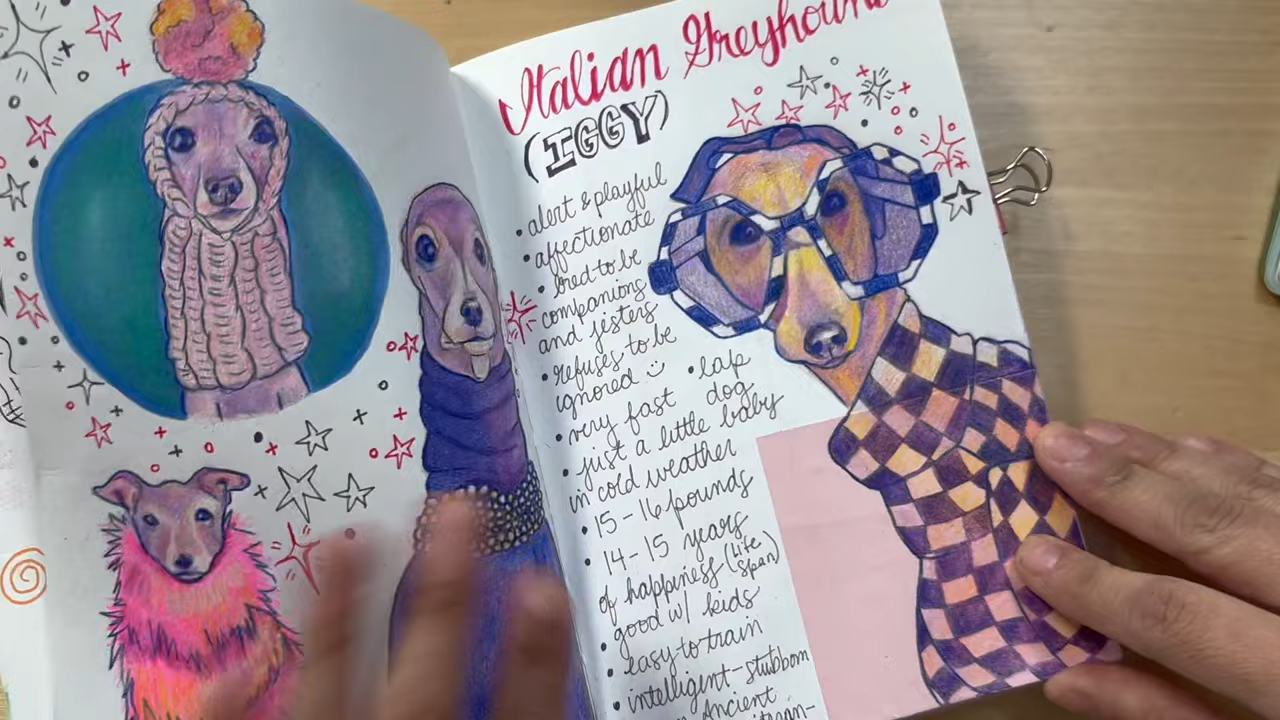 Italian Greyhound
(IGGY)
• alert & playful
• affectionate
• bred to be
companions
and jesters
• refuses to be
ignored :)
• very fast • lap
dog
• just a little baby
in cold weather
• 15-16 pounds
• 14-15 years
of happiness (life
span)
• good w/ kids
• easy to train
• intelligent-stubborn
Ancient